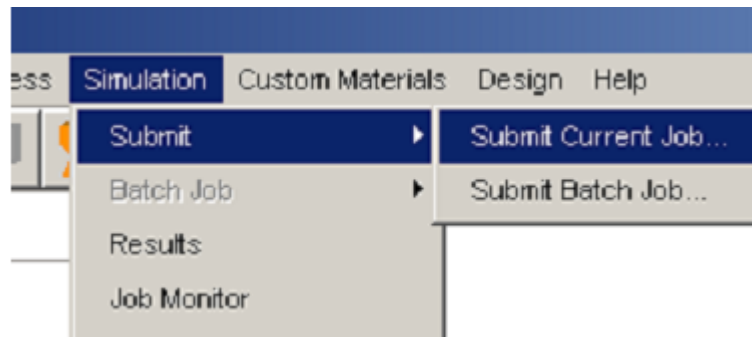 ess Simulation Custom Materials Design Help
Submit Submit Current Job...
Batch Job Submit Batch Job...
Results
Job Monitor